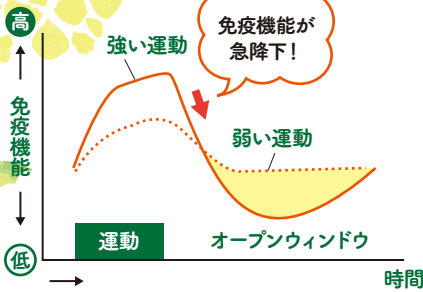 高
免疫機能
低
強い運動
免疫機能が
急降下！
弱い運動
運動
オープンウィンドウ
時間